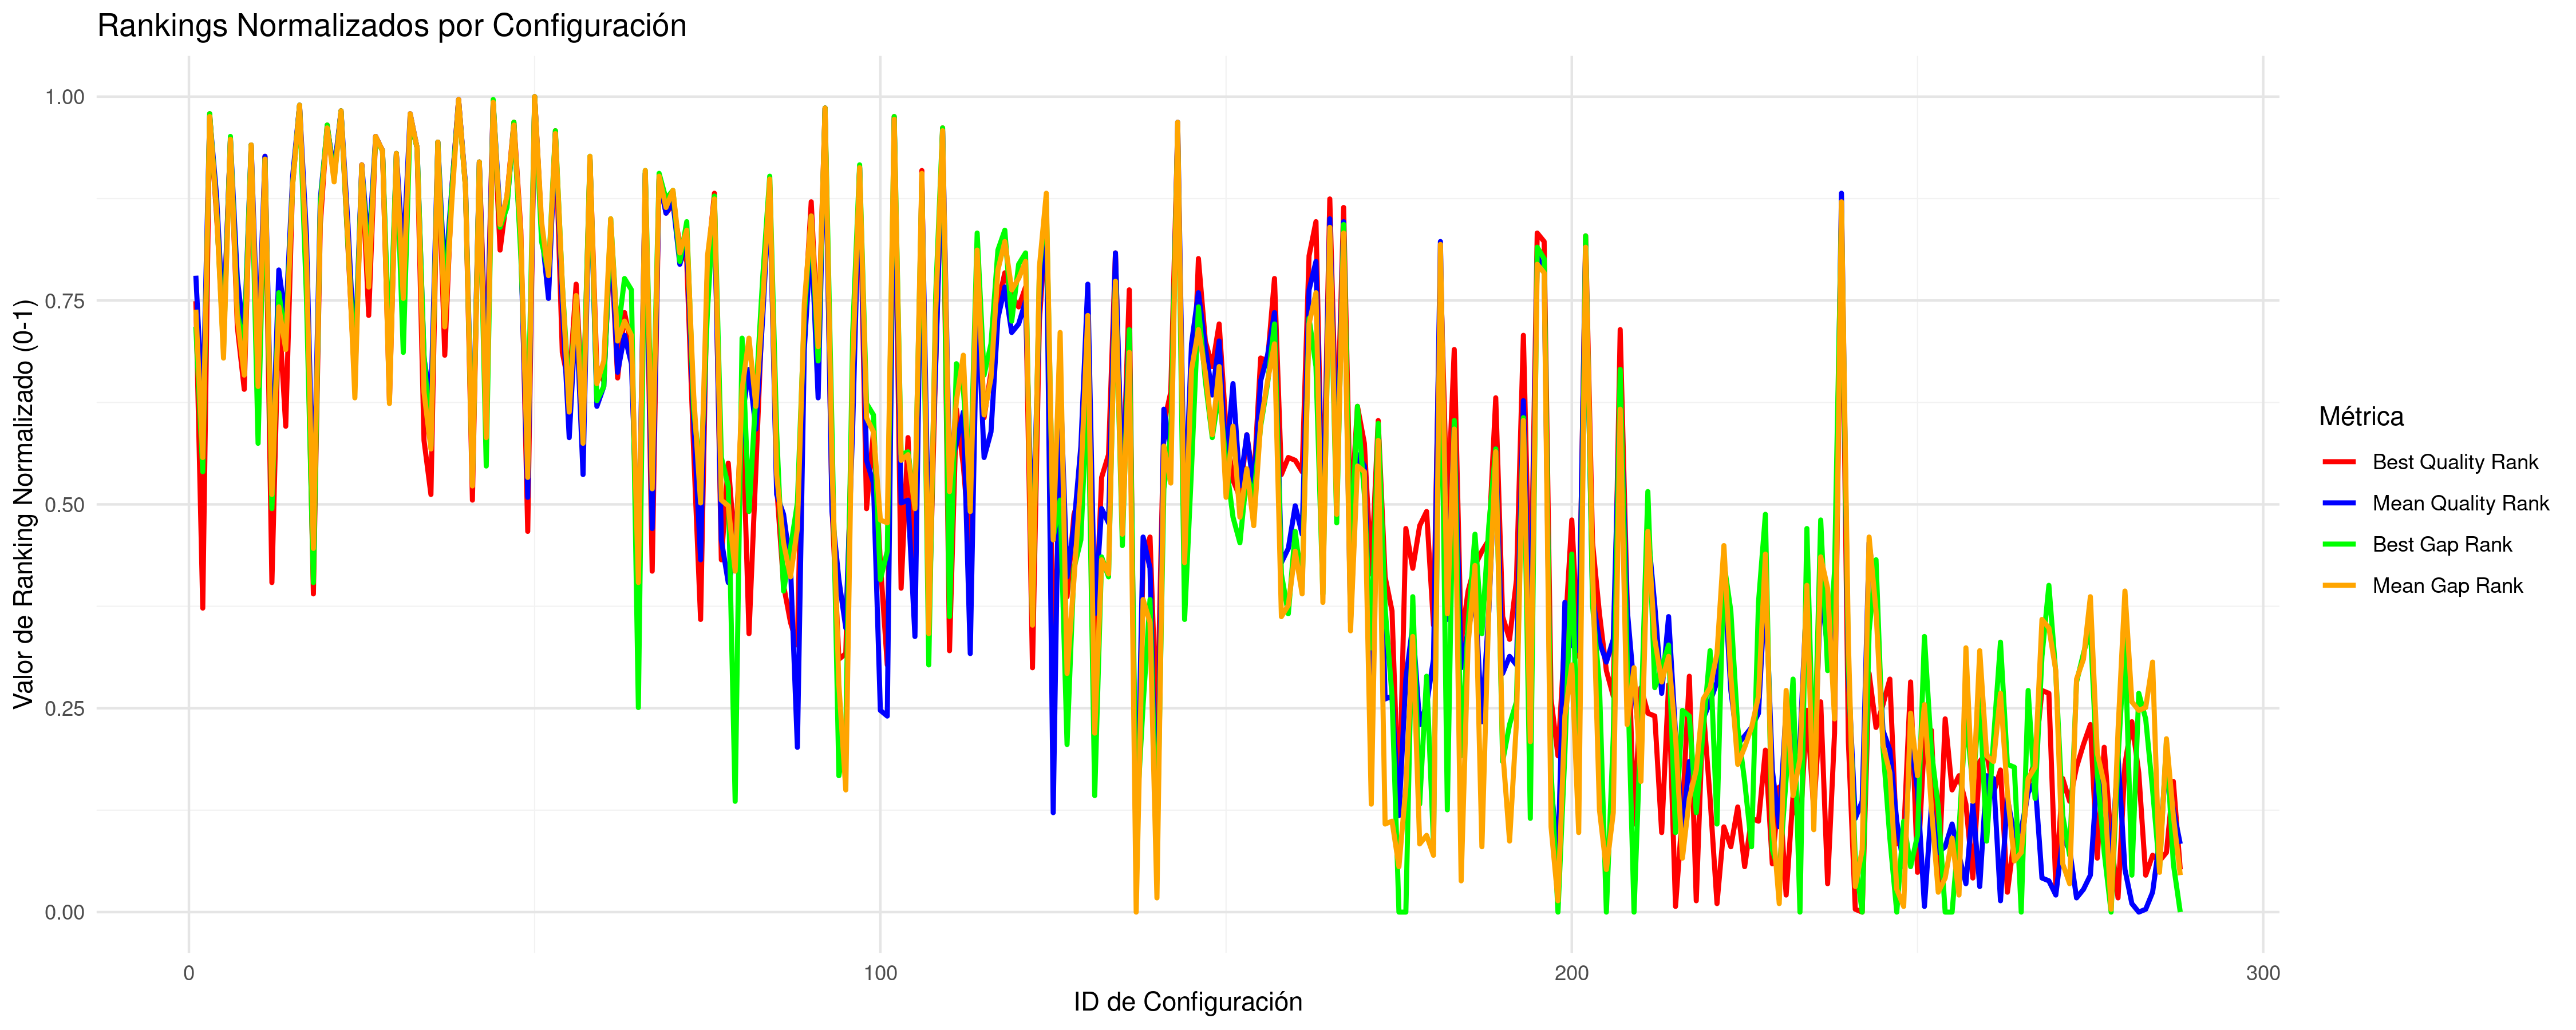 Rankings Normalizados por Configuración
Valor de Ranking Normalizado (0-1)
1.00
0.75
0.50
0.25
0.00
0
100
200
300
ID de Configuración
Métrica
Best Quality Rank
Mean Quality Rank
Best Gap Rank
Mean Gap Rank